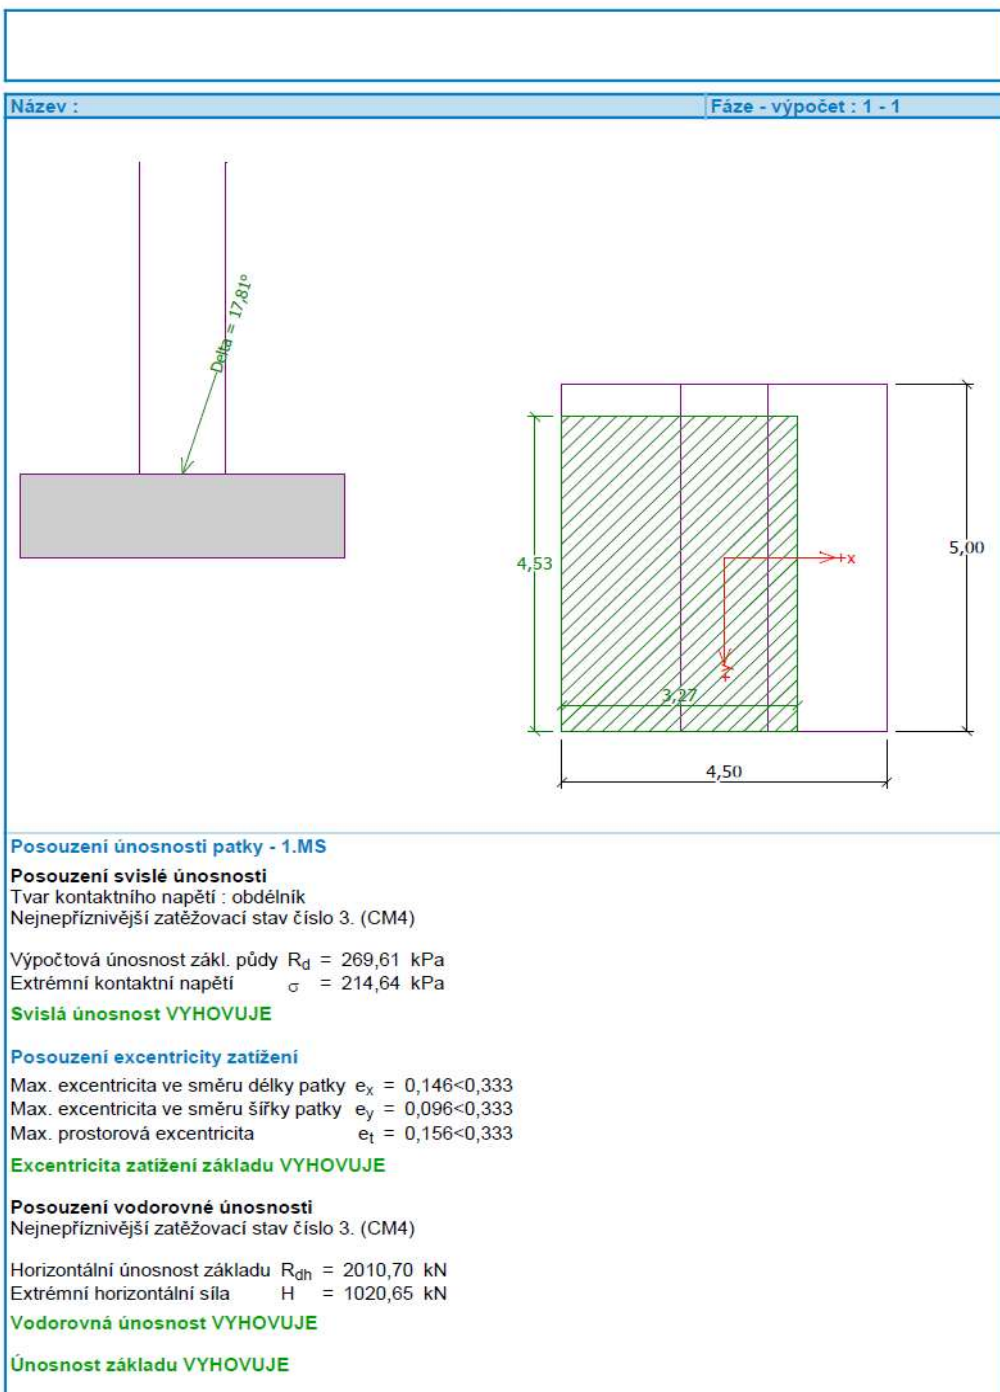 Název :
Fáze - výpočet : 1 - 1
Delta = 17,81°
4,53
3,27
+x
+z
5,00
4,50
Posouzení únosnosti patky - 1.MS
Posouzení svislé únosnosti
Tvar kontaktního napětí : obdélník
Nejnepříznivější zatěžovací stav číslo 3. (CM4)
Výpočtová únosnost zákl. půdy Rd = 269,61 kPa
Extrémní kontaktní napětí σ = 214,64 kPa
Svislá únosnost VYHOVUJE
Posouzení excentricity zatížení
Max. excentricita ve směru délky patky ex = 0,146<0,333
Max. excentricita ve směru šířky patky ey = 0,096<0,333
Max. prostorová excentricita et = 0,156<0,333
Excentricita zatížení základu VYHOVUJE
Posouzení vodorovné únosnosti
Nejnepříznivější zatěžovací stav číslo 3. (CM4)
Horizontální únosnost základu Rdh = 2010,70 kN
Extrémní horizontální síla H = 1020,65 kN
Vodorovná únosnost VYHOVUJE
Únosnost základu VYHOVUJE